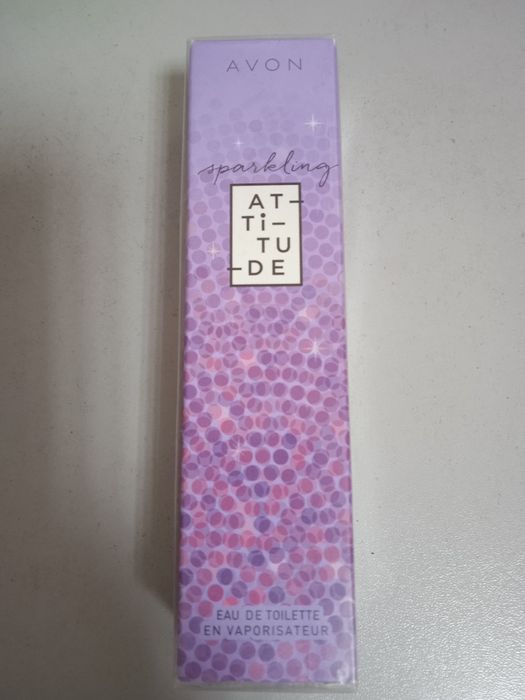 AVON
sparkling
AT–
Ti–
TU
–DE
EAU DE TOILETTE
EN VAPORISATEUR